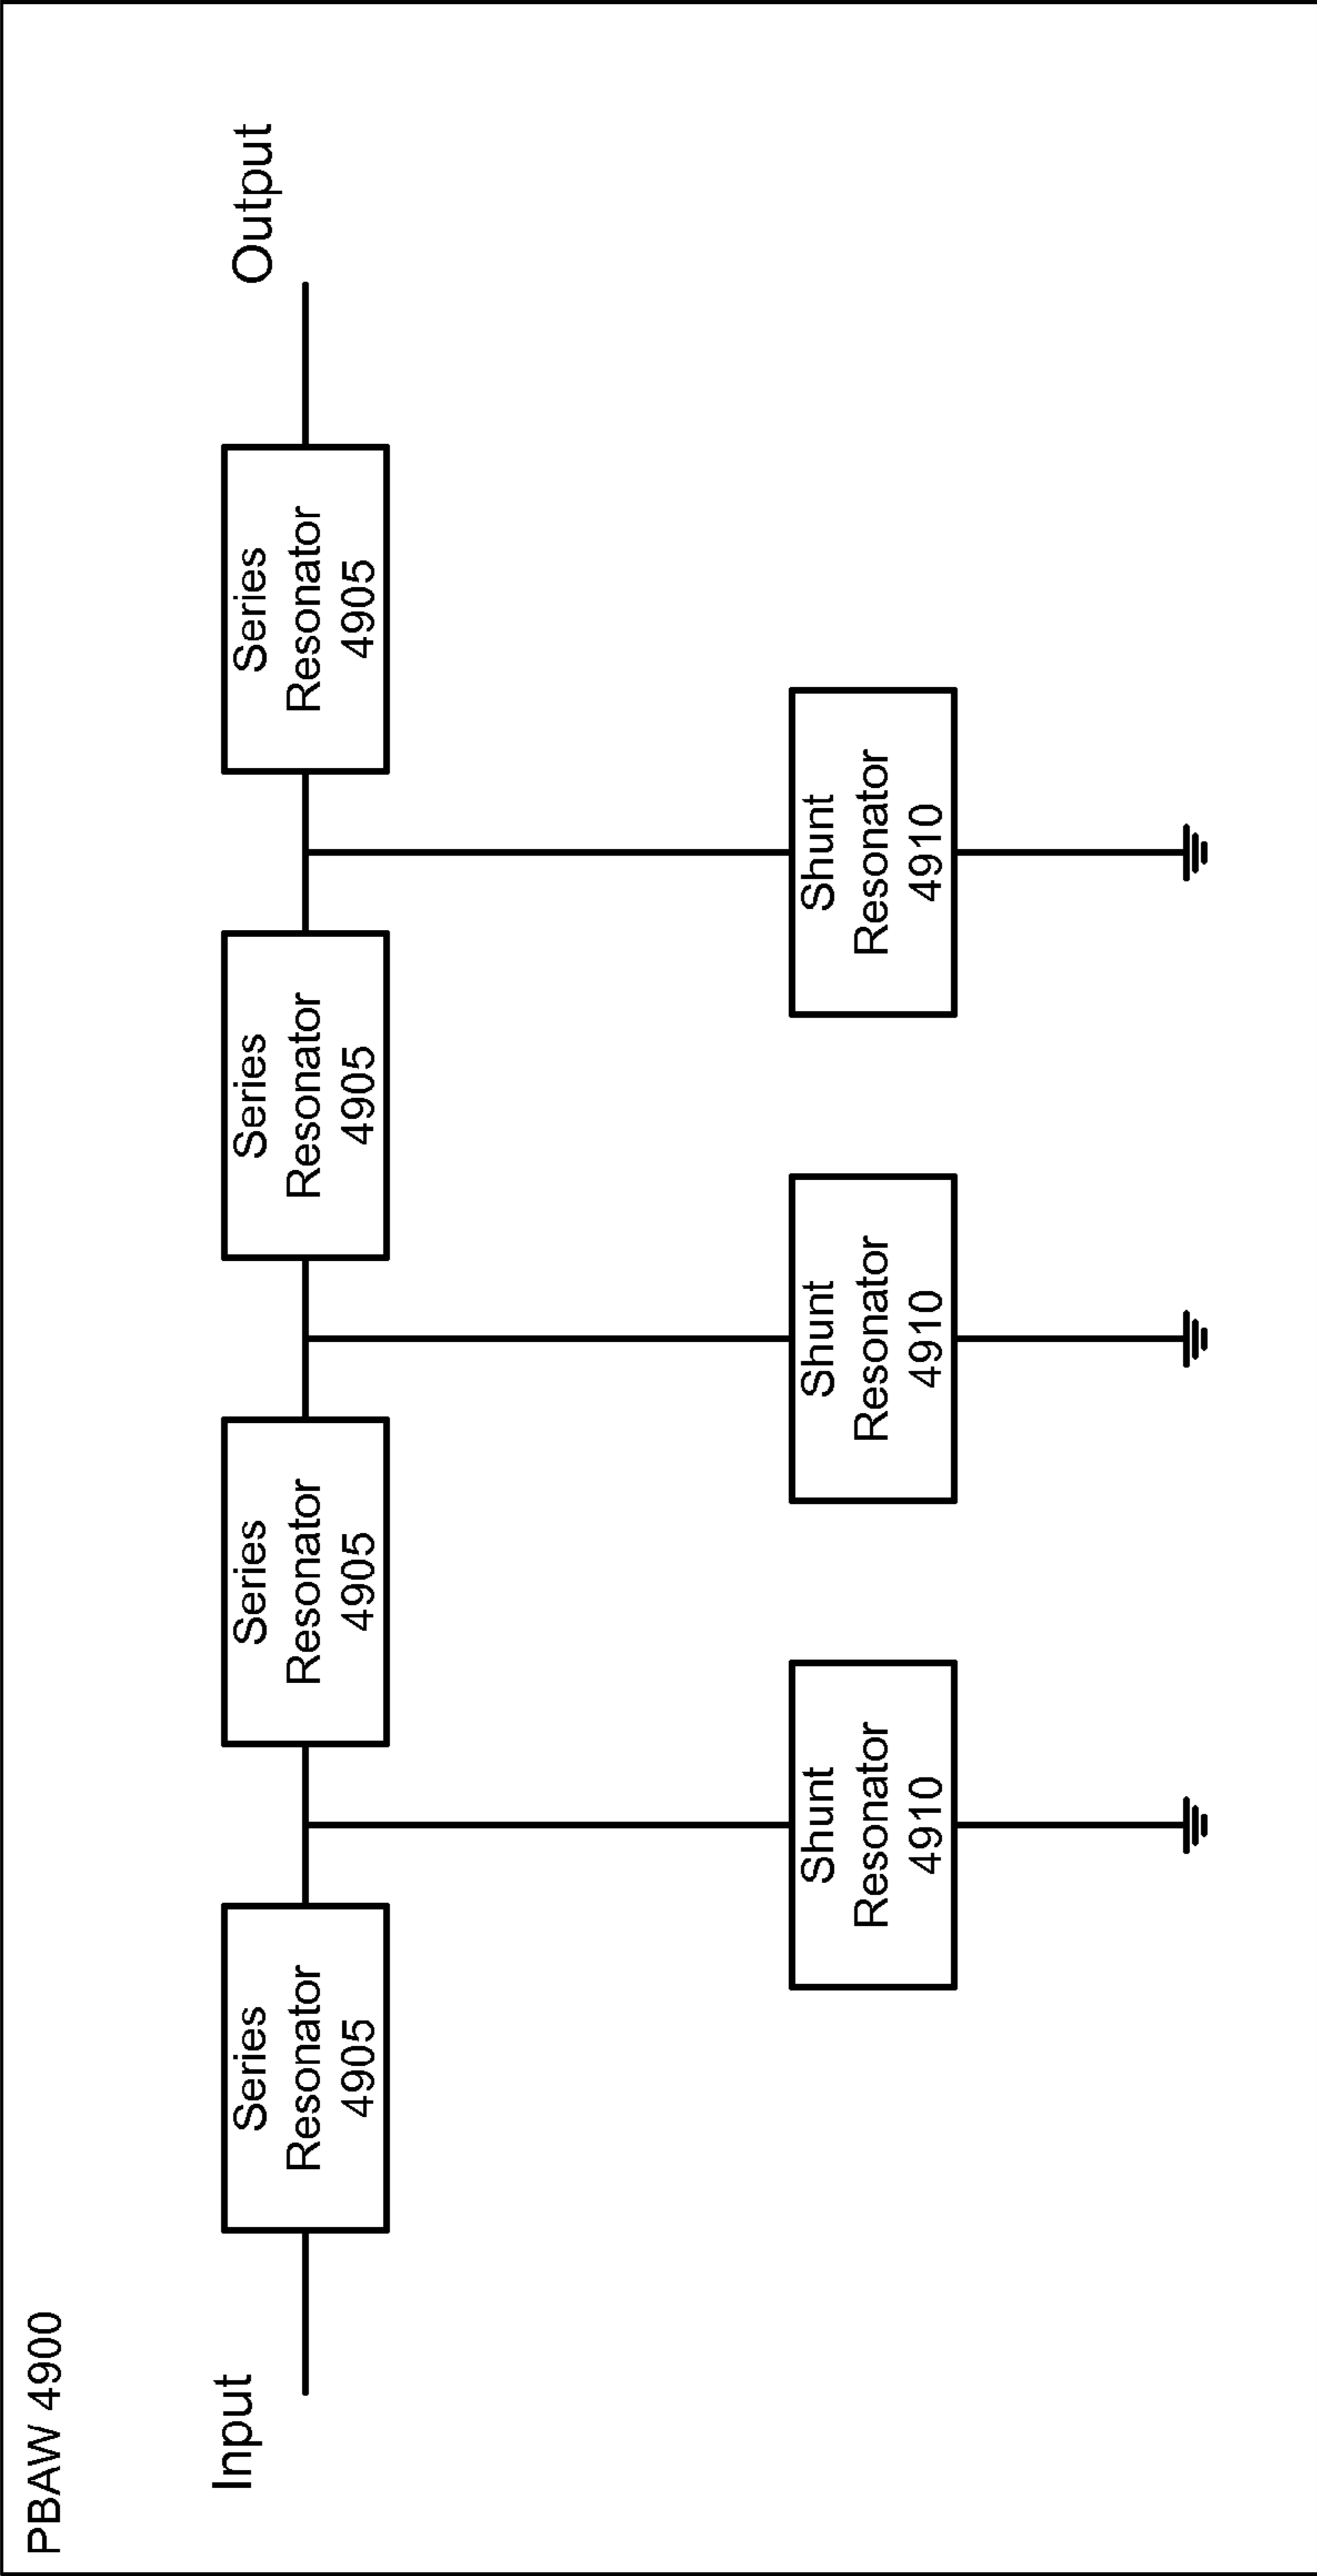 PBAW 4900
Input
Output
Series
Resonator
4905
Series
Resonator
4905
Series
Resonator
4905
Series
Resonator
4905
Shunt
Resonator
4910
Shunt
Resonator
4910
Shunt
Resonator
4910